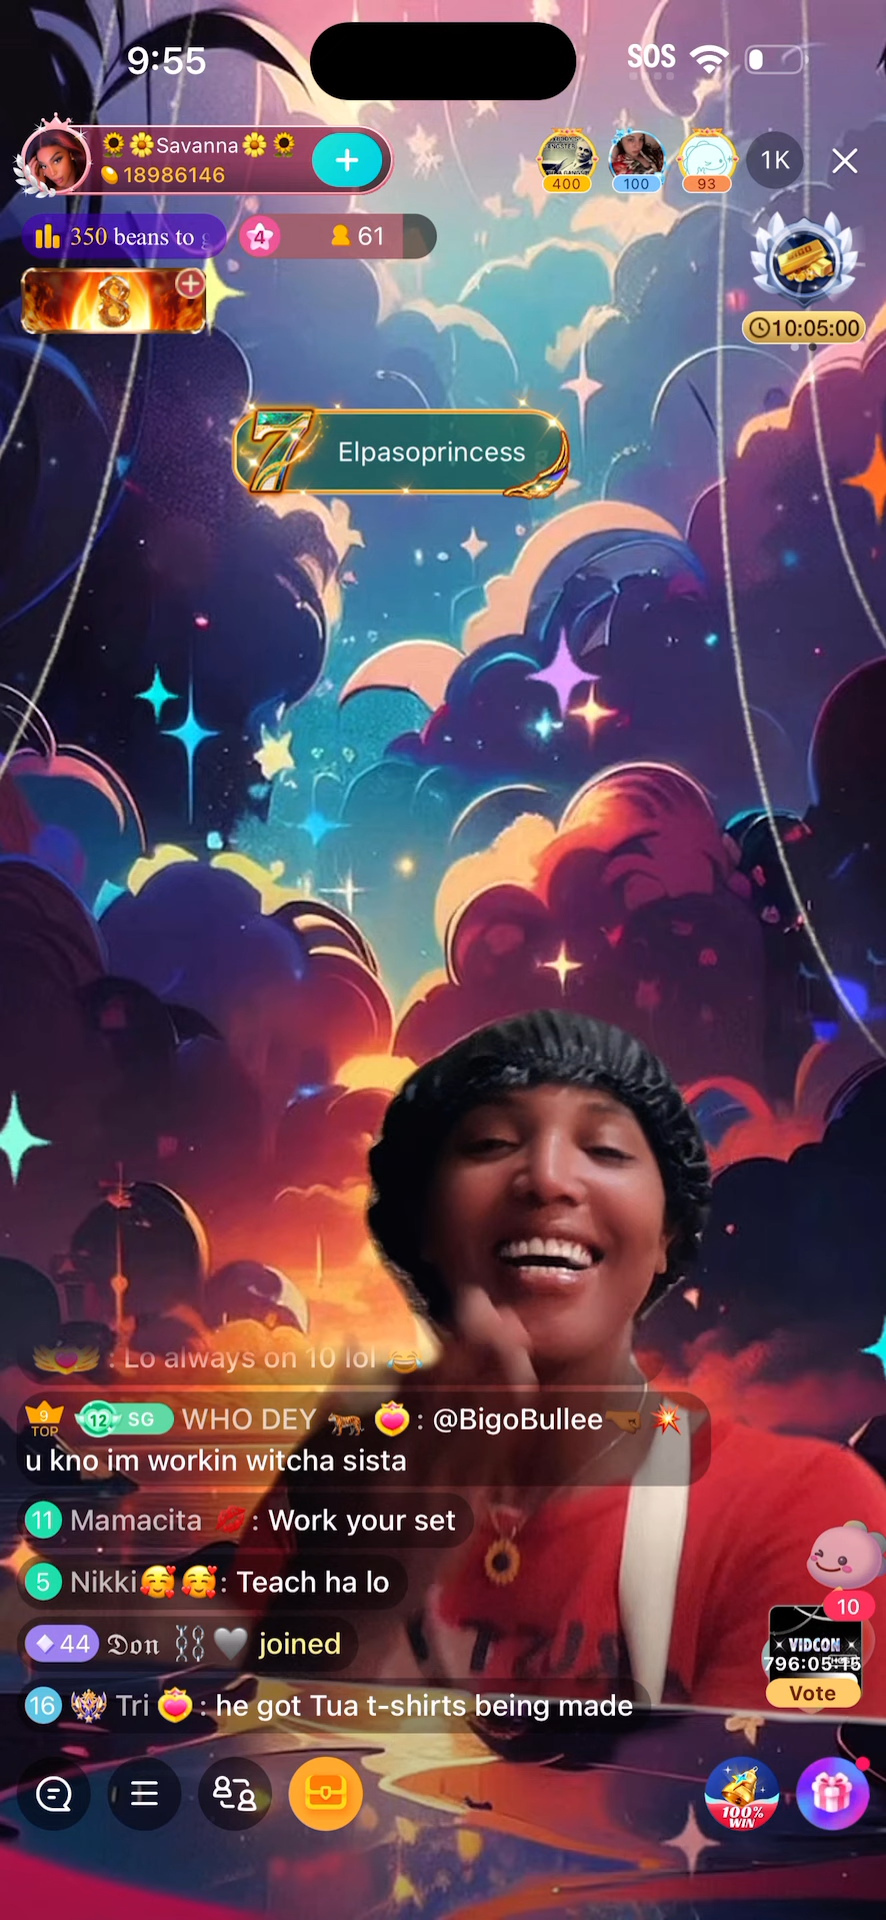 9:55
SOS
🌻🌼Savanna🌼🌻
18986146
400
100
93
1K
350 beans to
4
61
8
10:05:00
7 Elpasoprincess
: Lo always on 10 lol 😂
9 TOP 12 SG WHO DEY 🐅 : @BigoBullee🤜💥
u kno im workin witcha sista
11 Mamacita 💋: Work your set
5 Nikki🥰🥰: Teach ha lo
44 𝔇𝔬𝔫 ⛓️🩶 joined
16 Tri : he got Tua t-shirts being made
10
VIDCON
796:05:15
Vote
100%
WIN